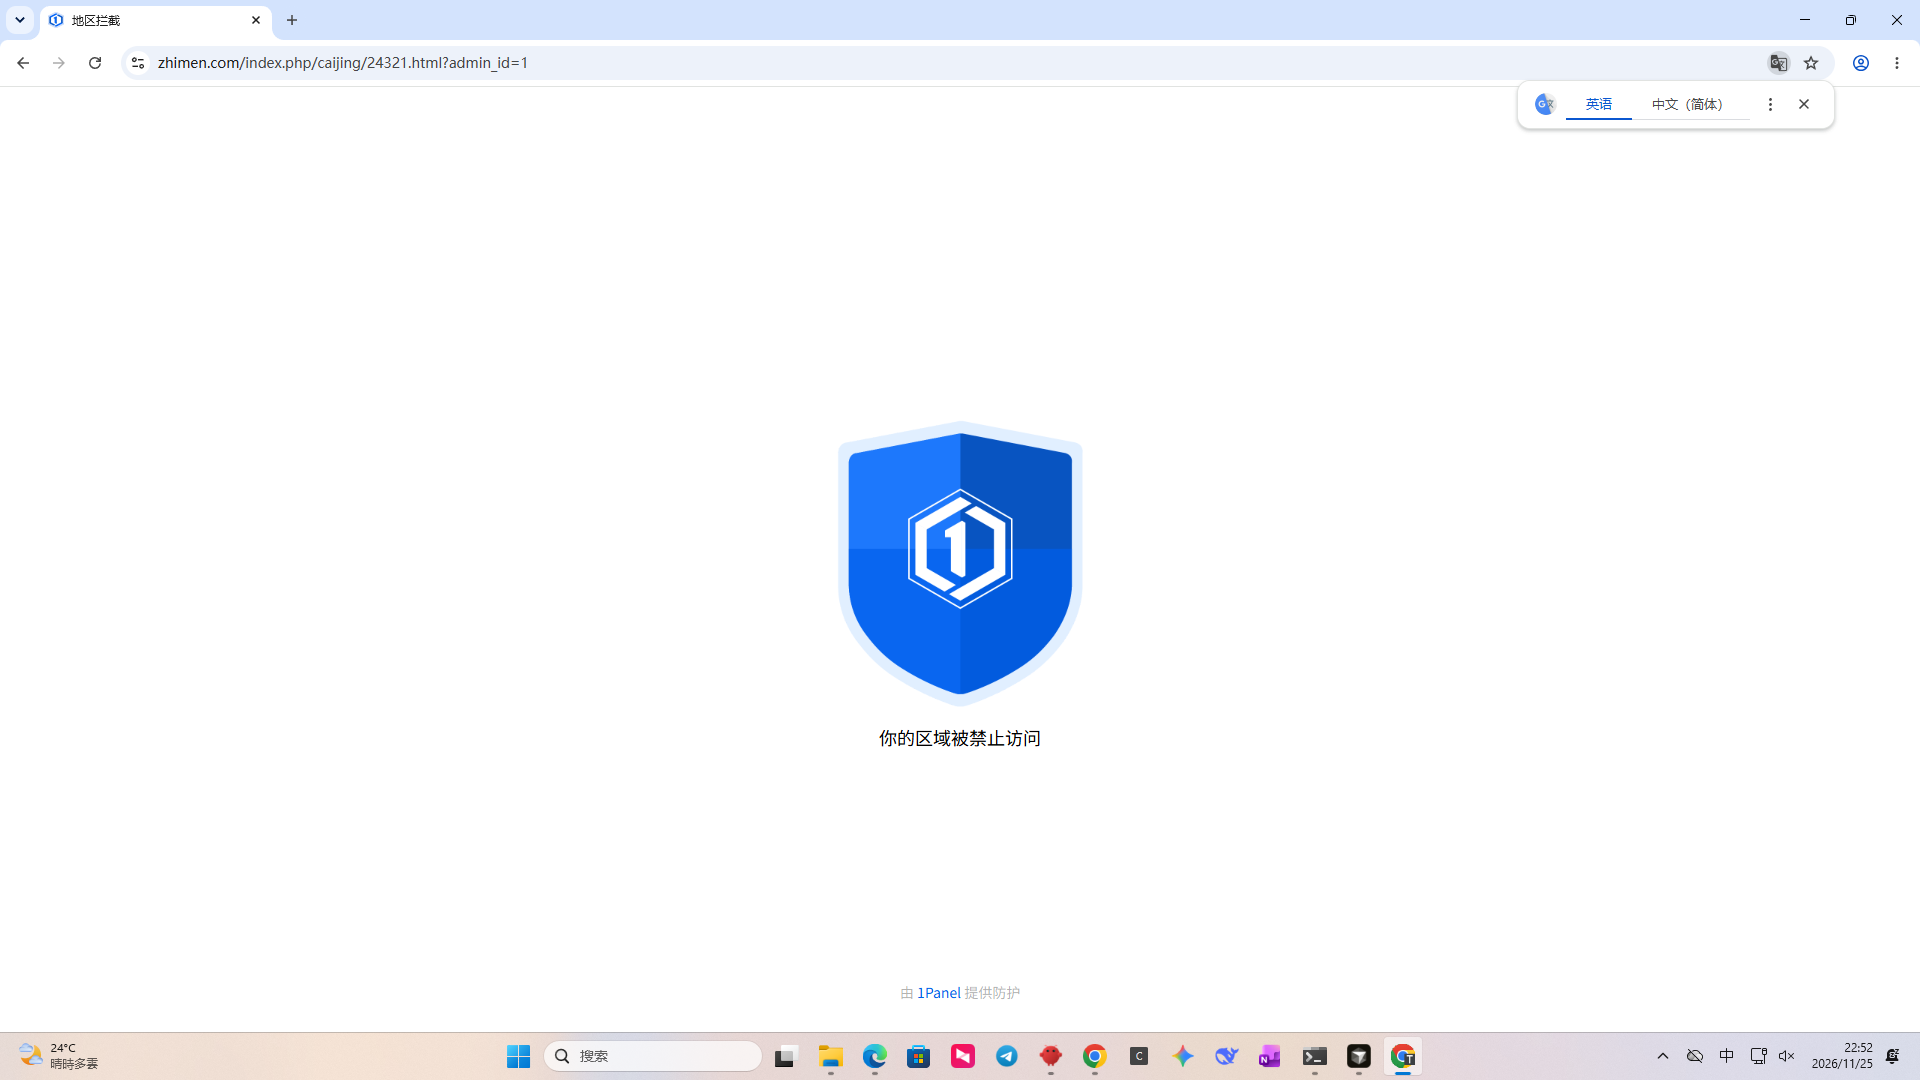 地区拦截
zhimen.com/index.php/caijing/24321.html?admin_id=1
英语
中文（简体）
1
你的区域被禁止访问
由 1Panel 提供防护
24°C
晴時多雲
搜索
C
N
T
中
22:52
2026/11/25